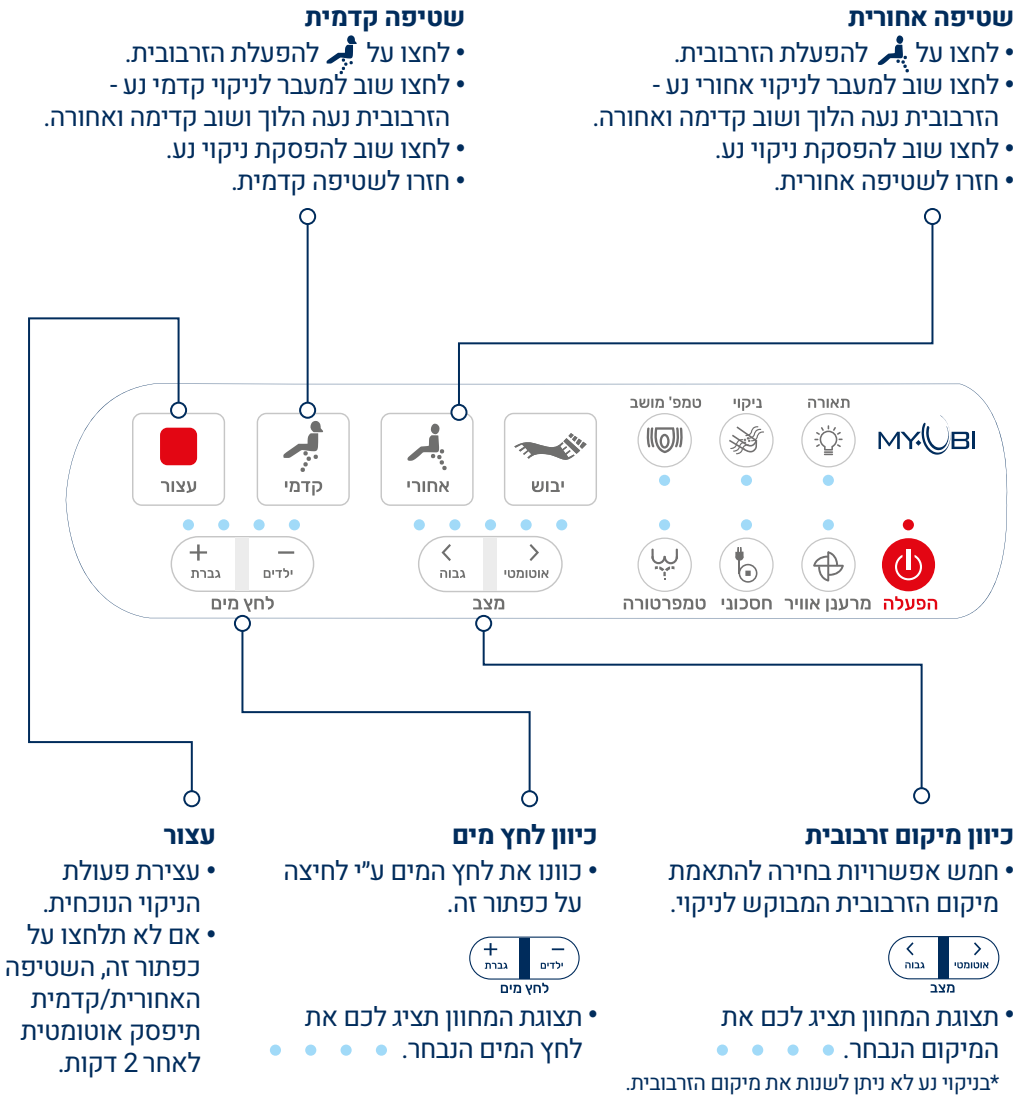 שטיפה אחורית
• לחצו על להפעלת הזרבובית.
• לחצו שוב למעבר לניקוי אחורי נע -
הזרבובית נעה הלוך ושוב קדימה ואחורה.
• לחצו שוב להפסקת ניקוי נע.
• חזרו לשטיפה אחורית.
שטיפה קדמית
• לחצו על להפעלת הזרבובית.
• לחצו שוב למעבר לניקוי קדמי נע -
הזרבובית נעה הלוך ושוב קדימה ואחורה.
• לחצו שוב להפסקת ניקוי נע.
• חזרו לשטיפה קדמית.
MY BI
תאורה
ניקוי
טמפ' מושב
יבוש
אחורי
קדמי
עצור
הפעלה
מרענן אוויר
חסכוני
טמפרטורה
אוטומטי
גבוה
מצב
− ילדים
+ גברת
לחץ מים
כיוון מיקום זרבובית
• חמש אפשרויות בחירה להתאמת
מיקום הזרבובית המבוקש לניקוי.
אוטומטי
גבוה
מצב
• תצוגת המחוון תציג לכם את
המיקום הנבחר.
*בניקוי נע לא ניתן לשנות את מיקום הזרבובית.
כיוון לחץ מים
• כוונו את לחץ המים ע״י לחיצה
על כפתור זה.
− ילדים
+ גברת
לחץ מים
• תצוגת המחוון תציג לכם את
לחץ המים הנבחר.
עצור
• עצירת פעולת
הניקוי הנוכחית.
• אם לא תלחצו על
כפתור זה, השטיפה
האחורית/קדמית
תיפסק אוטומטית
לאחר 2 דקות.